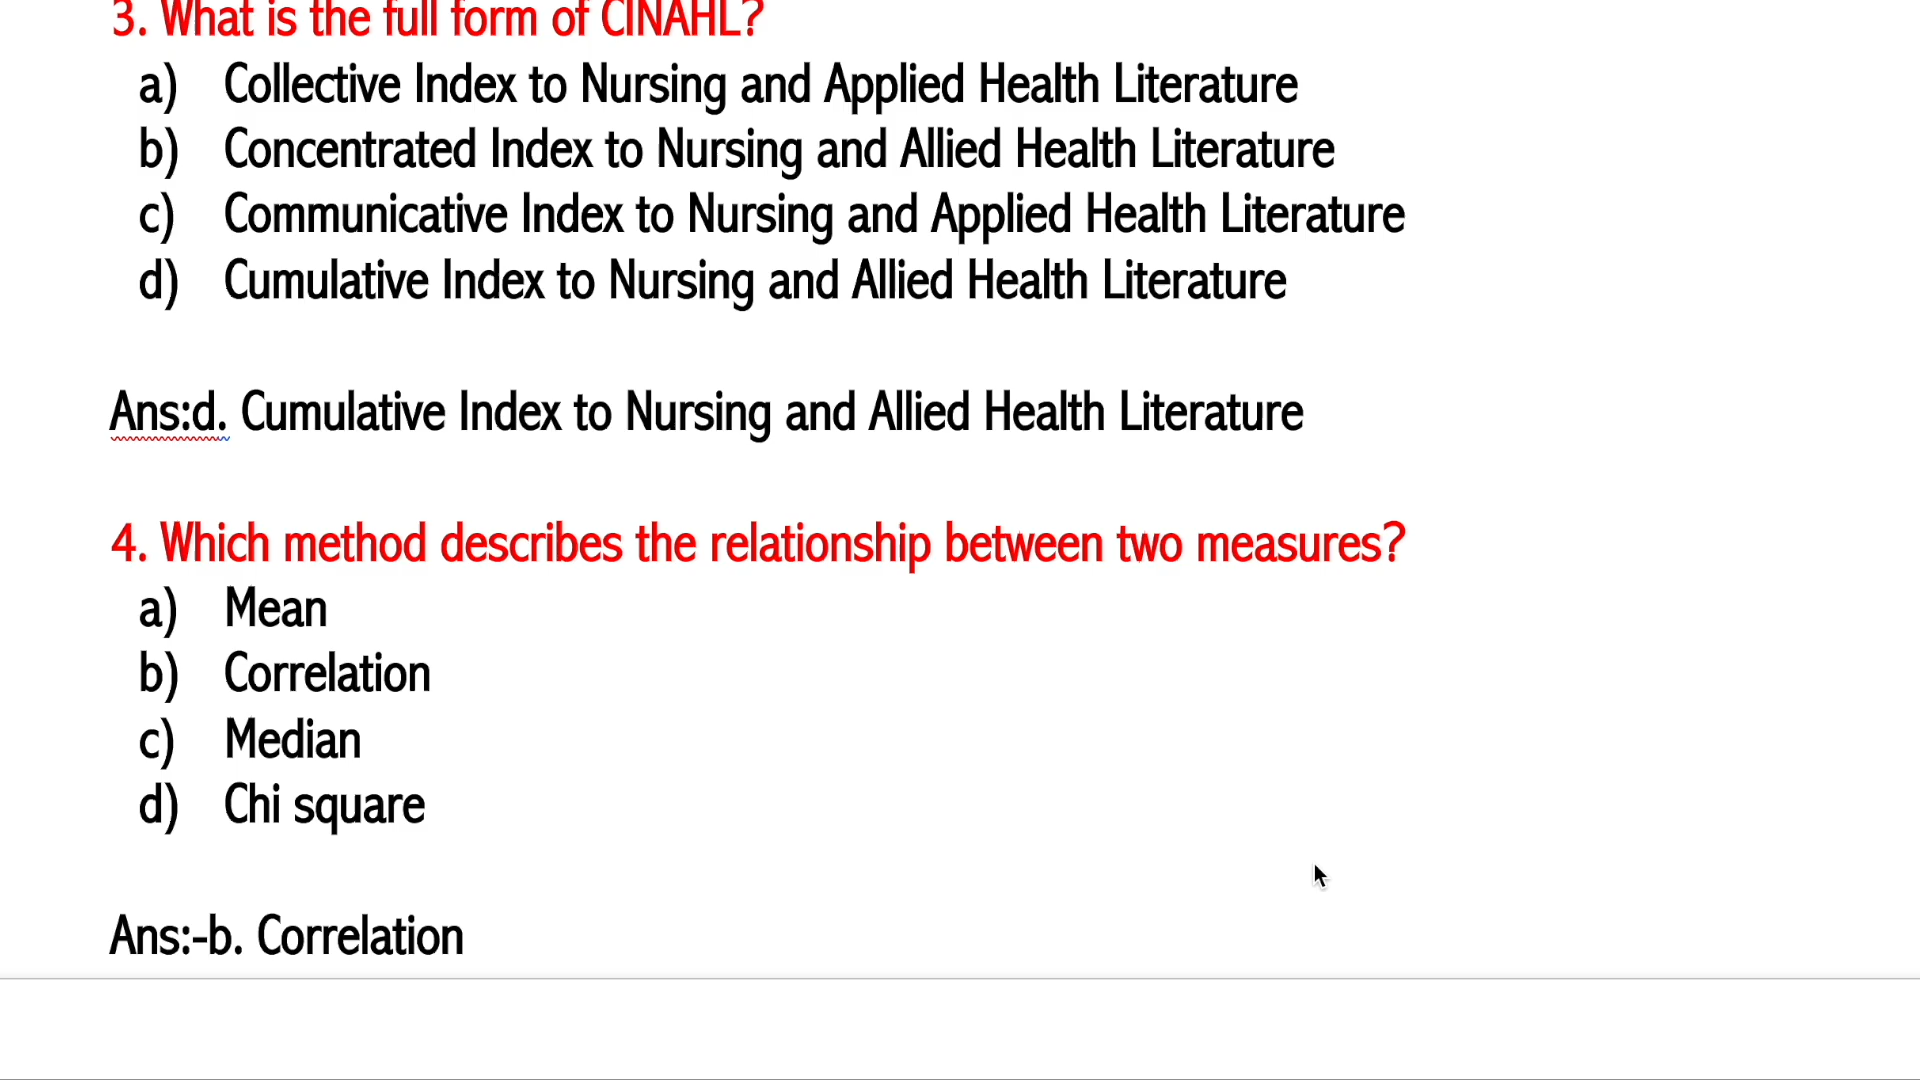 3. What is the full form of CINAHL?
a) Collective Index to Nursing and Applied Health Literature
b) Concentrated Index to Nursing and Allied Health Literature
c) Communicative Index to Nursing and Applied Health Literature
d) Cumulative Index to Nursing and Allied Health Literature
Ans:d. Cumulative Index to Nursing and Allied Health Literature
4. Which method describes the relationship between two measures?
a) Mean
b) Correlation
c) Median
d) Chi square
Ans:-b. Correlation